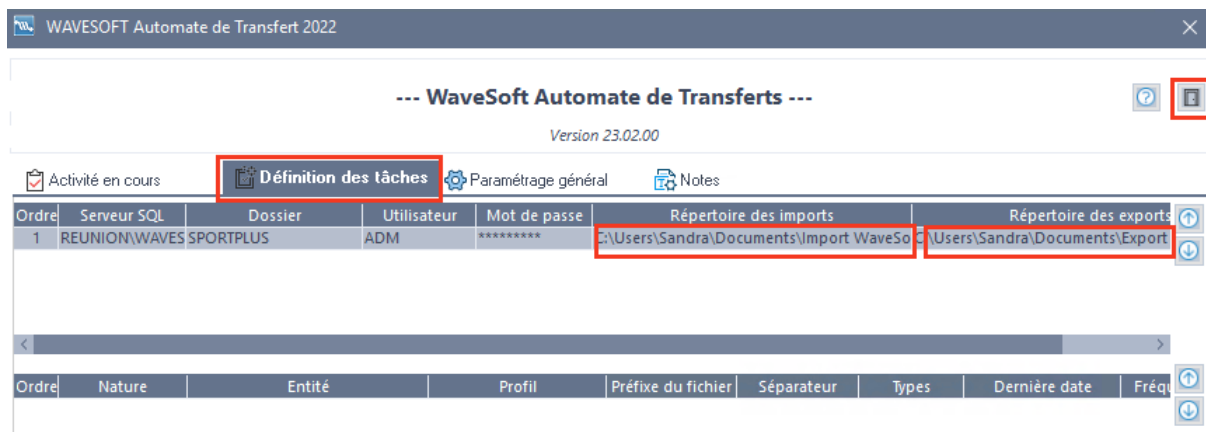 WAVESOFT Automate de Transfert 2022
--- WaveSoft Automate de Transferts ---
Version 23.02.00
Activité en cours Définition des tâches Paramétrage général Notes
Ordre Serveur SQL Dossier Utilisateur Mot de passe Répertoire des imports Répertoire des exports
1 REUNION\WAVES SPORTPLUS ADM ********* C:\Users\Sandra\Documents\Import WaveSo C:\Users\Sandra\Documents\Export
Ordre Nature Entité Profil Préfixe du fichier Séparateur Types Dernière date Fréqu